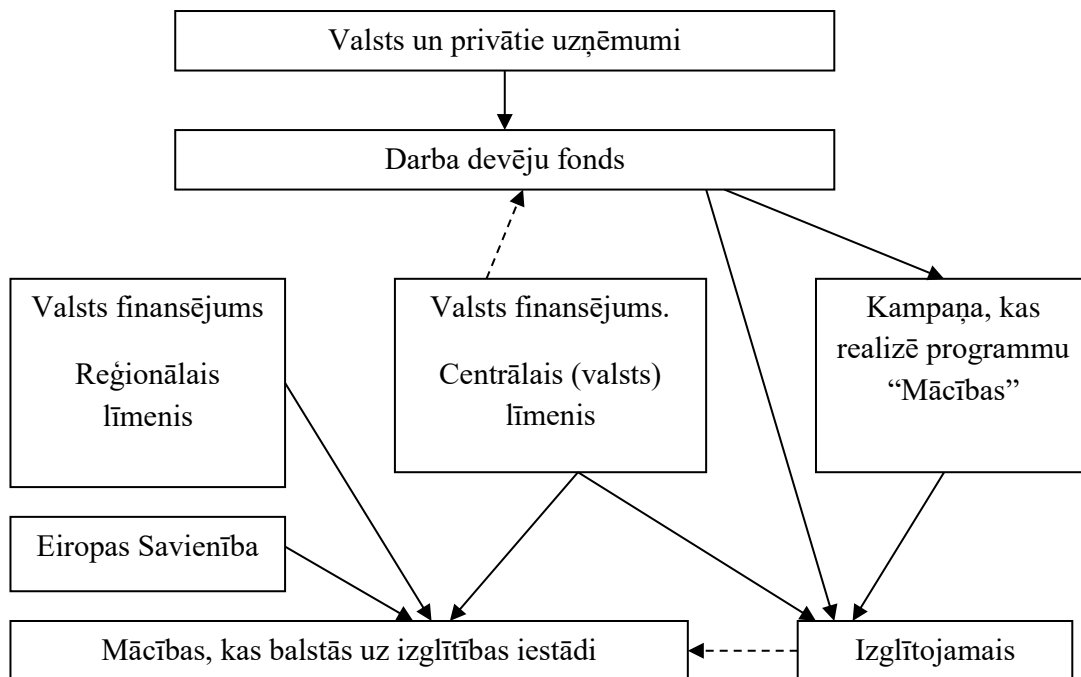 Valsts un privātie uzņēmumi
Darba devēju fonds
Valsts finansējums
Reģionālais
līmenis
Valsts finansējums.
Centrālais (valsts)
līmenis
Kampaņa, kas
realizē programmu
“Mācības”
Eiropas Savienība
Mācības, kas balstās uz izglītības iestādi
Izglītojamais